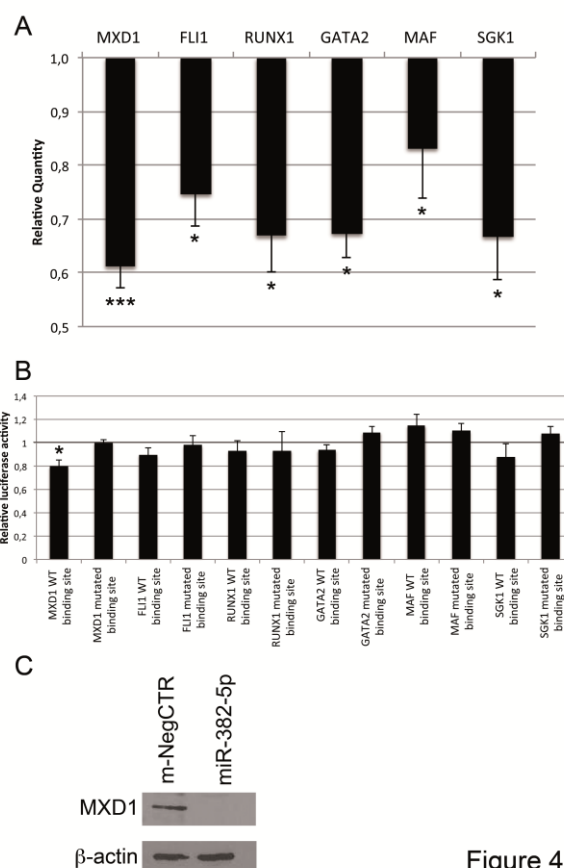 A
MXD1 FLI1 RUNX1 GATA2 MAF SGK1
1,0
0,9
0,8
0,7
0,6
0,5
Relative Quantity
***
*
*
*
*
*
B
1,4
1,2
1
0,8
0,6
0,4
0,2
0
Relative luciferase activity
*
MXD1 WT
binding site
MXD1 mutated
binding site
FLI1 WT
binding site
FLI1 mutated
binding site
RUNX1 WT
binding site
RUNX1 mutated
binding site
GATA2 WT
binding site
GATA2 mutated
binding site
MAF WT
binding site
MAF mutated
binding site
SGK1 WT
binding site
SGK1 mutated
binding site
C
m-NegCTR
miR-382-5p
MXD1
β-actin
Figure 4